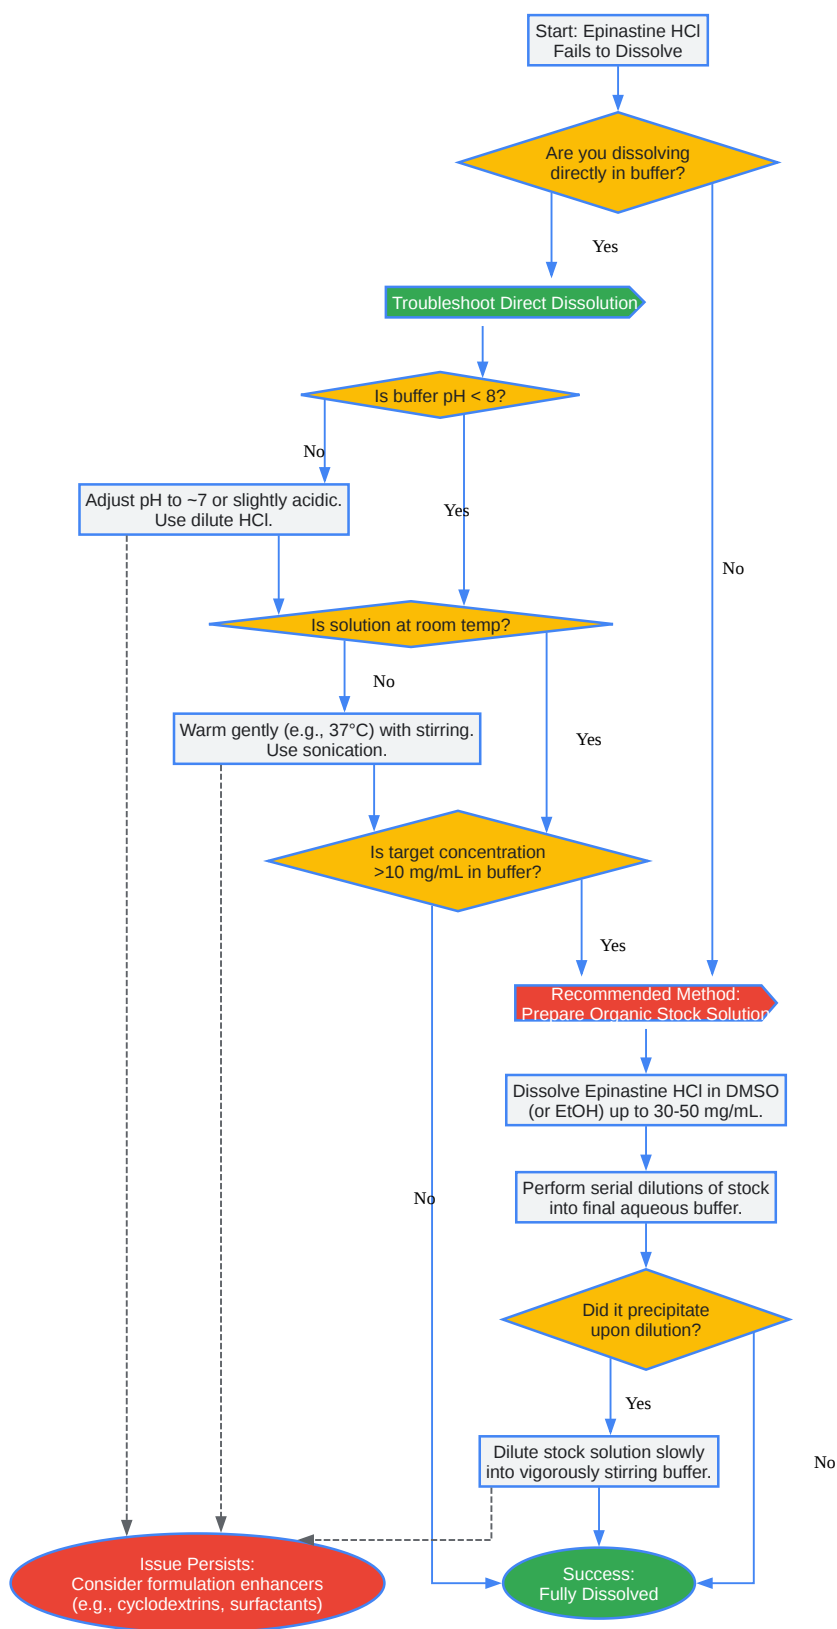 Start: Epinastine HCl
Fails to Dissolve
Are you dissolving
directly in buffer?
Yes
Troubleshoot Direct Dissolution
Is buffer pH < 8?
No
Adjust pH to ~7 or slightly acidic.
Use dilute HCl.
Yes
No
Is solution at room temp?
No
Warm gently (e.g., 37°C) with stirring.
Use sonication.
Yes
Is target concentration
>10 mg/mL in buffer?
Yes
Recommended Method:
Prepare Organic Stock Solution
Dissolve Epinastine HCl in DMSO
(or EtOH) up to 30-50 mg/mL.
No
Perform serial dilutions of stock
into final aqueous buffer.
Did it precipitate
upon dilution?
Yes
Dilute stock solution slowly
into vigorously stirring buffer.
No
Issue Persists:
Consider formulation enhancers
(e.g., cyclodextrins, surfactants)
Success:
Fully Dissolved